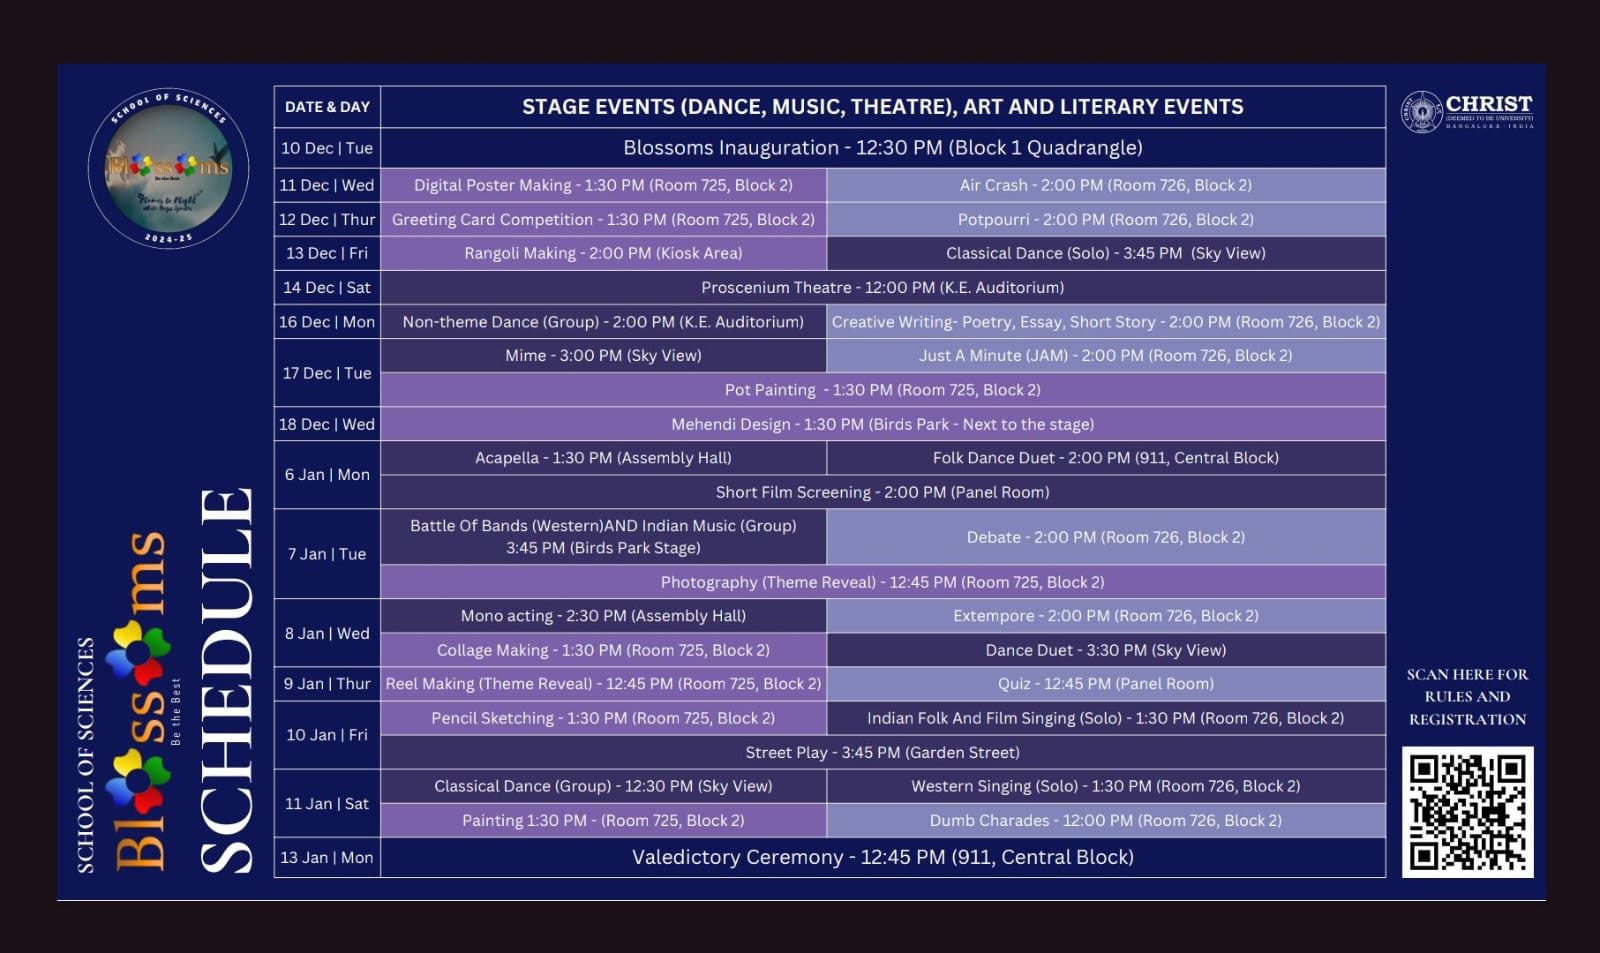 SCHOOL OF SCIENCES
Blossoms
Be the Best
2024-25
CHRIST
(DEEMED TO BE UNIVERSITY)
BANGALORE · INDIA
DATE & DAY
STAGE EVENTS (DANCE, MUSIC, THEATRE), ART AND LITERARY EVENTS
10 Dec | Tue
Blossoms Inauguration - 12:30 PM (Block 1 Quadrangle)
11 Dec | Wed
Digital Poster Making - 1:30 PM (Room 725, Block 2)
Air Crash - 2:00 PM (Room 726, Block 2)
12 Dec | Thur
Greeting Card Competition - 1:30 PM (Room 725, Block 2)
Potpourri - 2:00 PM (Room 726, Block 2)
13 Dec | Fri
Rangoli Making - 2:00 PM (Kiosk Area)
Classical Dance (Solo) - 3:45 PM (Sky View)
14 Dec | Sat
Proscenium Theatre - 12:00 PM (K.E. Auditorium)
16 Dec | Mon
Non-theme Dance (Group) - 2:00 PM (K.E. Auditorium)
Creative Writing- Poetry, Essay, Short Story - 2:00 PM (Room 726, Block 2)
17 Dec | Tue
Mime - 3:00 PM (Sky View)
Just A Minute (JAM) - 2:00 PM (Room 726, Block 2)
Pot Painting - 1:30 PM (Room 725, Block 2)
18 Dec | Wed
Mehendi Design - 1:30 PM (Birds Park - Next to the stage)
6 Jan | Mon
Acapella - 1:30 PM (Assembly Hall)
Folk Dance Duet - 2:00 PM (911, Central Block)
Short Film Screening - 2:00 PM (Panel Room)
7 Jan | Tue
Battle Of Bands (Western)AND Indian Music (Group)
3:45 PM (Birds Park Stage)
Debate - 2:00 PM (Room 726, Block 2)
Photography (Theme Reveal) - 12:45 PM (Room 725, Block 2)
8 Jan | Wed
Mono acting - 2:30 PM (Assembly Hall)
Extempore - 2:00 PM (Room 726, Block 2)
Collage Making - 1:30 PM (Room 725, Block 2)
Dance Duet - 3:30 PM (Sky View)
9 Jan | Thur
Reel Making (Theme Reveal) - 12:45 PM (Room 725, Block 2)
Quiz - 12:45 PM (Panel Room)
10 Jan | Fri
Pencil Sketching - 1:30 PM (Room 725, Block 2)
Indian Folk And Film Singing (Solo) - 1:30 PM (Room 726, Block 2)
Street Play - 3:45 PM (Garden Street)
11 Jan | Sat
Classical Dance (Group) - 12:30 PM (Sky View)
Western Singing (Solo) - 1:30 PM (Room 726, Block 2)
Painting 1:30 PM - (Room 725, Block 2)
Dumb Charades - 12:00 PM (Room 726, Block 2)
13 Jan | Mon
Valedictory Ceremony - 12:45 PM (911, Central Block)
SCHOOL OF SCIENCES
Blossoms
Be the Best
SCHEDULE
SCAN HERE FOR
RULES AND
REGISTRATION